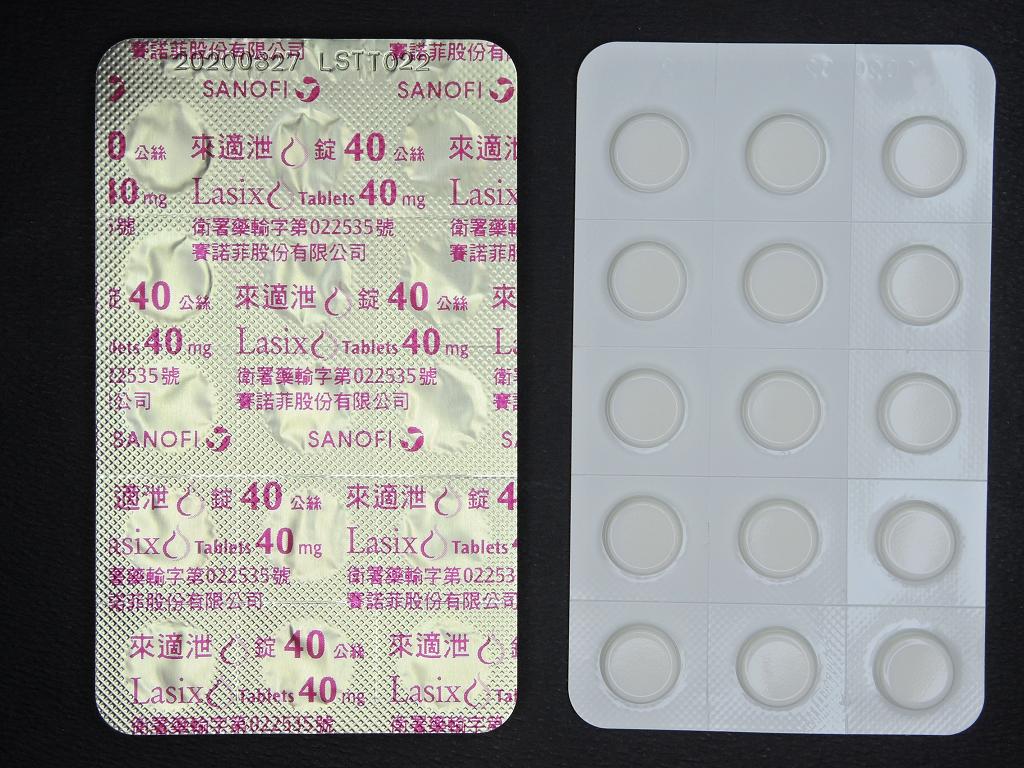 賽諾菲股份有限公司 賽諾菲股份有
20200827 LSTT022
SANOFI SANOFI
0 公絲 來適泄 錠 40 公絲 來適泄
40 mg Lasix Tablets 40 mg Lasix
號 衛署藥輸字第022535號 衛署藥輸
賽諾菲股份有限公司 賽諾菲股
錠 40 公絲 來適泄 錠 40 公絲 來
lets 40 mg Lasix Tablets 40 mg L
22535號 衛署藥輸字第022535號 衛署
公司 賽諾菲股份有限公司 賽
SANOFI SANOFI S
適泄 錠 40 公絲 來適泄 錠 4
asix Tablets 40 mg Lasix Tablets 4
署藥輸字第022535號 衛署藥輸字第02253
諾菲股份有限公司 賽諾菲股份有限公
來適泄 錠 40 公絲 來適泄 錠
Lasix Tablets 40 mg Lasix Ta
衛署藥輸字第022535號 衛署藥輸字第